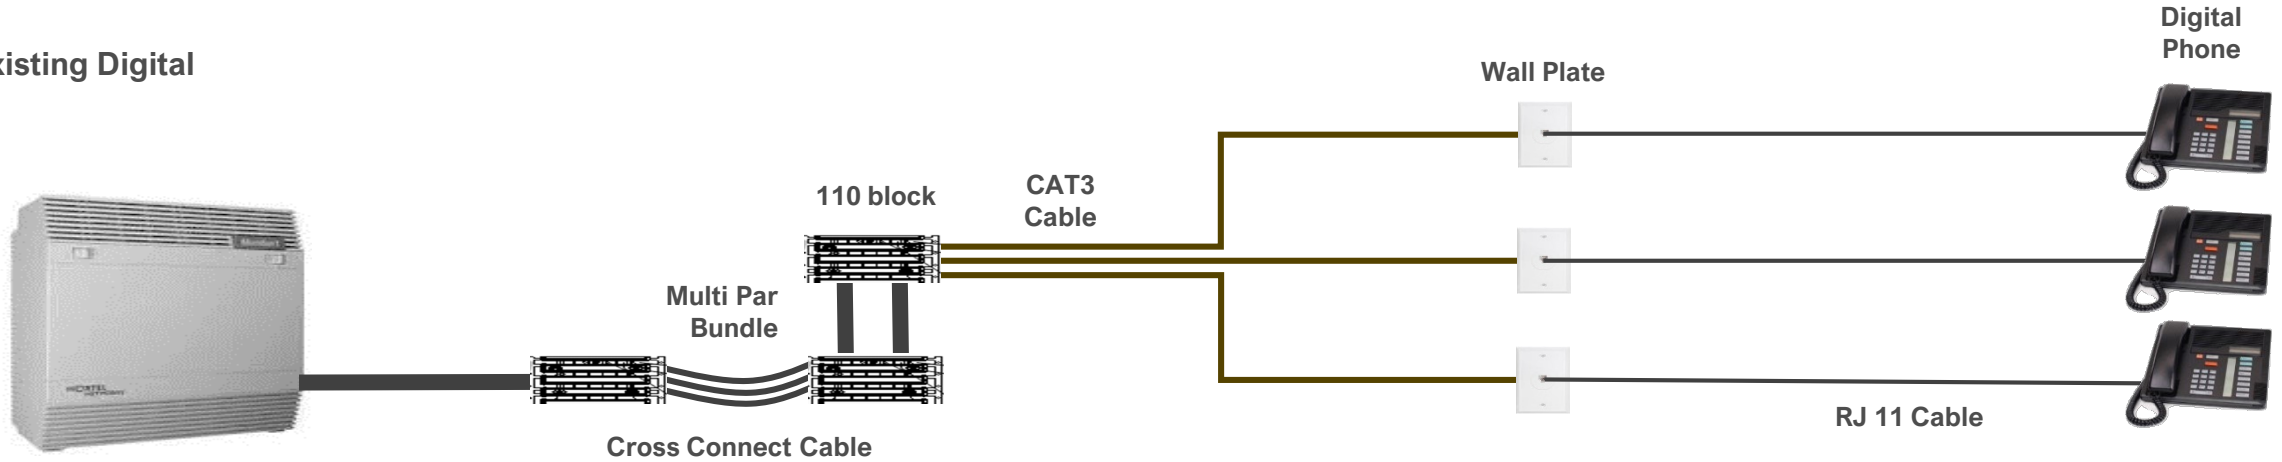 xisting Digital
Digital
Phone
Wall Plate
110 block
CAT3
Cable
Multi Par
Bundle
Cross Connect Cable
RJ 11 Cable
NORTEL